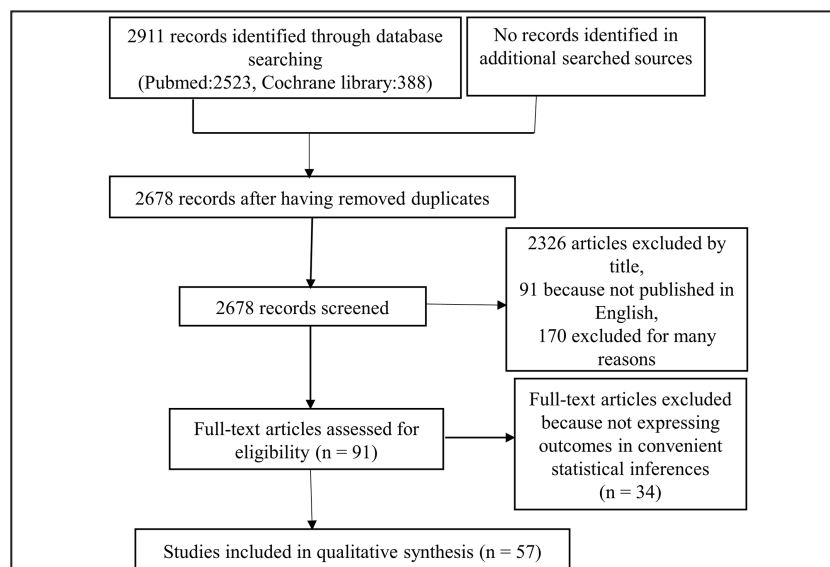 2911 records identified through database
searching
(Pubmed:2523, Cochrane library:388)
No records identified in
additional searched sources
2678 records after having removed duplicates
2678 records screened
2326 articles excluded by
title,
91 because not published in
English,
170 excluded for many
reasons
Full-text articles assessed for
eligibility (n = 91)
Full-text articles excluded
because not expressing
outcomes in convenient
statistical inferences
(n = 34)
Studies included in qualitative synthesis (n = 57)